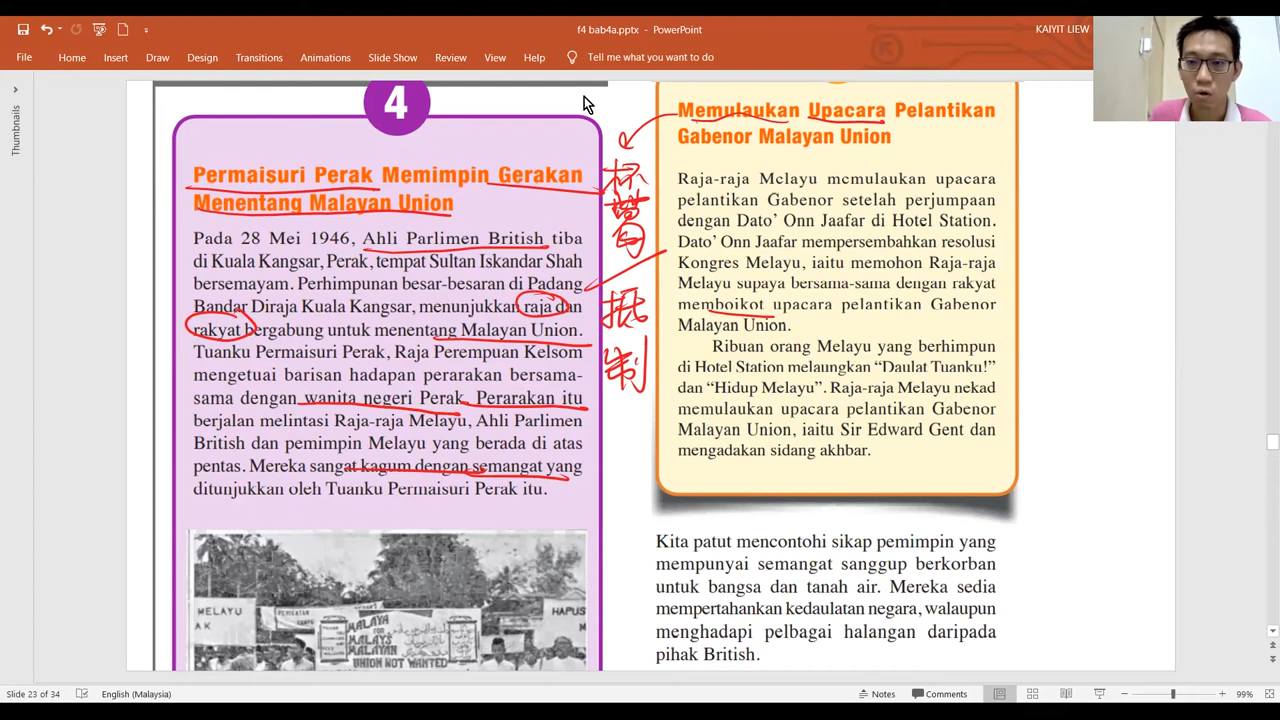 f4 bab4a.pptx - PowerPoint
KAIYIT LIEW
File Home Insert Draw Design Transitions Animations Slide Show Review View Help Tell me what you want to do
Thumbnails
4
Permaisuri Perak Memimpin Gerakan
Menentang Malayan Union
Pada 28 Mei 1946, Ahli Parlimen British tiba
di Kuala Kangsar, Perak, tempat Sultan Iskandar Shah
bersemayam. Perhimpunan besar-besaran di Padang
Bandar Diraja Kuala Kangsar, menunjukkan raja dan
rakyat bergabung untuk menentang Malayan Union.
Tuanku Permaisuri Perak, Raja Perempuan Kelsom
mengetuai barisan hadapan perarakan bersama-
sama dengan wanita negeri Perak. Perarakan itu
berjalan melintasi Raja-raja Melayu, Ahli Parlimen
British dan pemimpin Melayu yang berada di atas
pentas. Mereka sangat kagum dengan semangat yang
ditunjukkan oleh Tuanku Permaisuri Perak itu.
MELAYU
AK
MALAYA
FOR
MALAYS
MALAYAN
UNION NOT WANTED
HAPUS
抵
制
Memulaukan Upacara Pelantikan
Gabenor Malayan Union
Raja-raja Melayu memulaukan upacara
pelantikan Gabenor setelah perjumpaan
dengan Dato' Onn Jaafar di Hotel Station.
Dato' Onn Jaafar mempersembahkan resolusi
Kongres Melayu, iaitu memohon Raja-raja
Melayu supaya bersama-sama dengan rakyat
memboikot upacara pelantikan Gabenor
Malayan Union.
Ribuan orang Melayu yang berhimpun
di Hotel Station melaungkan “Daulat Tuanku!”
dan “Hidup Melayu”. Raja-raja Melayu nekad
memulaukan upacara pelantikan Gabenor
Malayan Union, iaitu Sir Edward Gent dan
mengadakan sidang akhbar.
Kita patut mencontohi sikap pemimpin yang
mempunyai semangat sanggup berkorban
untuk bangsa dan tanah air. Mereka sedia
mempertahankan kedaulatan negara, walaupun
menghadapi pelbagai halangan daripada
pihak British.
Slide 23 of 34 English (Malaysia) Notes Comments 99%